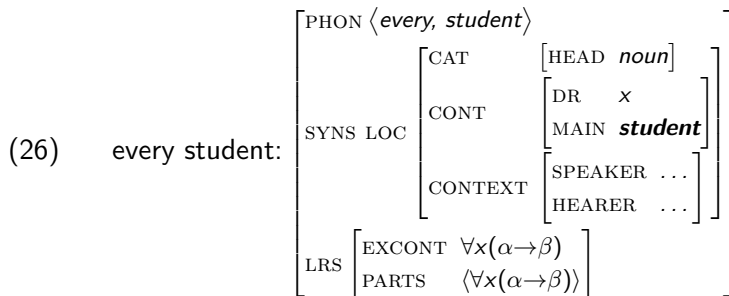 PHON ⟨every, student⟩
CAT [HEAD noun]
DR x
CONT
MAIN student
(26) every student: SYNS LOC
SPEAKER ...
CONTEXT
HEARER ...
EXCONT ∀x(α→β)
LRS
PARTS ⟨∀x(α→β)⟩